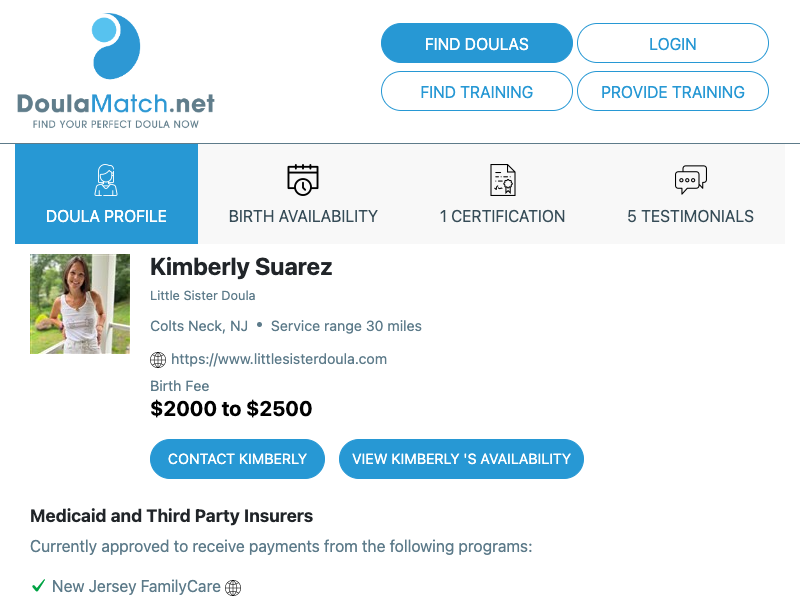 DoulaMatch.net
FIND YOUR PERFECT DOULA NOW
FIND DOULAS
LOGIN
FIND TRAINING
PROVIDE TRAINING
DOULA PROFILE
BIRTH AVAILABILITY
1 CERTIFICATION
5 TESTIMONIALS
Kimberly Suarez
Little Sister Doula
Colts Neck, NJ • Service range 30 miles
https://www.littlesisterdoula.com
Birth Fee
$2000 to $2500
CONTACT KIMBERLY
VIEW KIMBERLY 'S AVAILABILITY
Medicaid and Third Party Insurers
Currently approved to receive payments from the following programs:
New Jersey FamilyCare